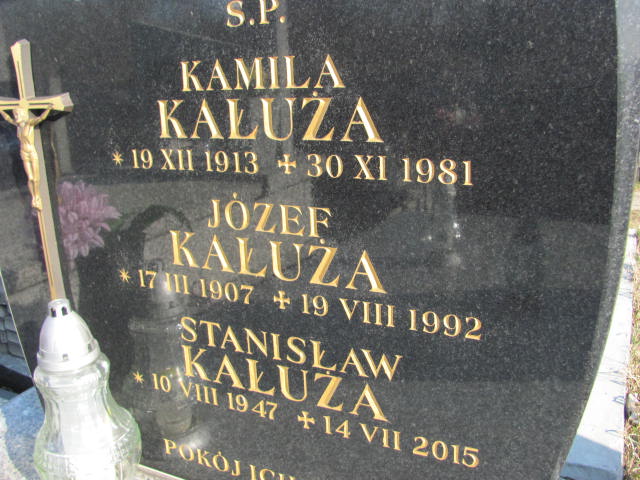 Ś.P.
KAMILA
KAŁUŻA
* 19 XII 1913 ✝ 30 XI 1981
JÓZEF
KAŁUŻA
* 17 III 1907 ✝ 19 VIII 1992
STANISŁAW
KAŁUŻA
* 10 VIII 1947 ✝ 14 VII 2015
POKÓJ ICH